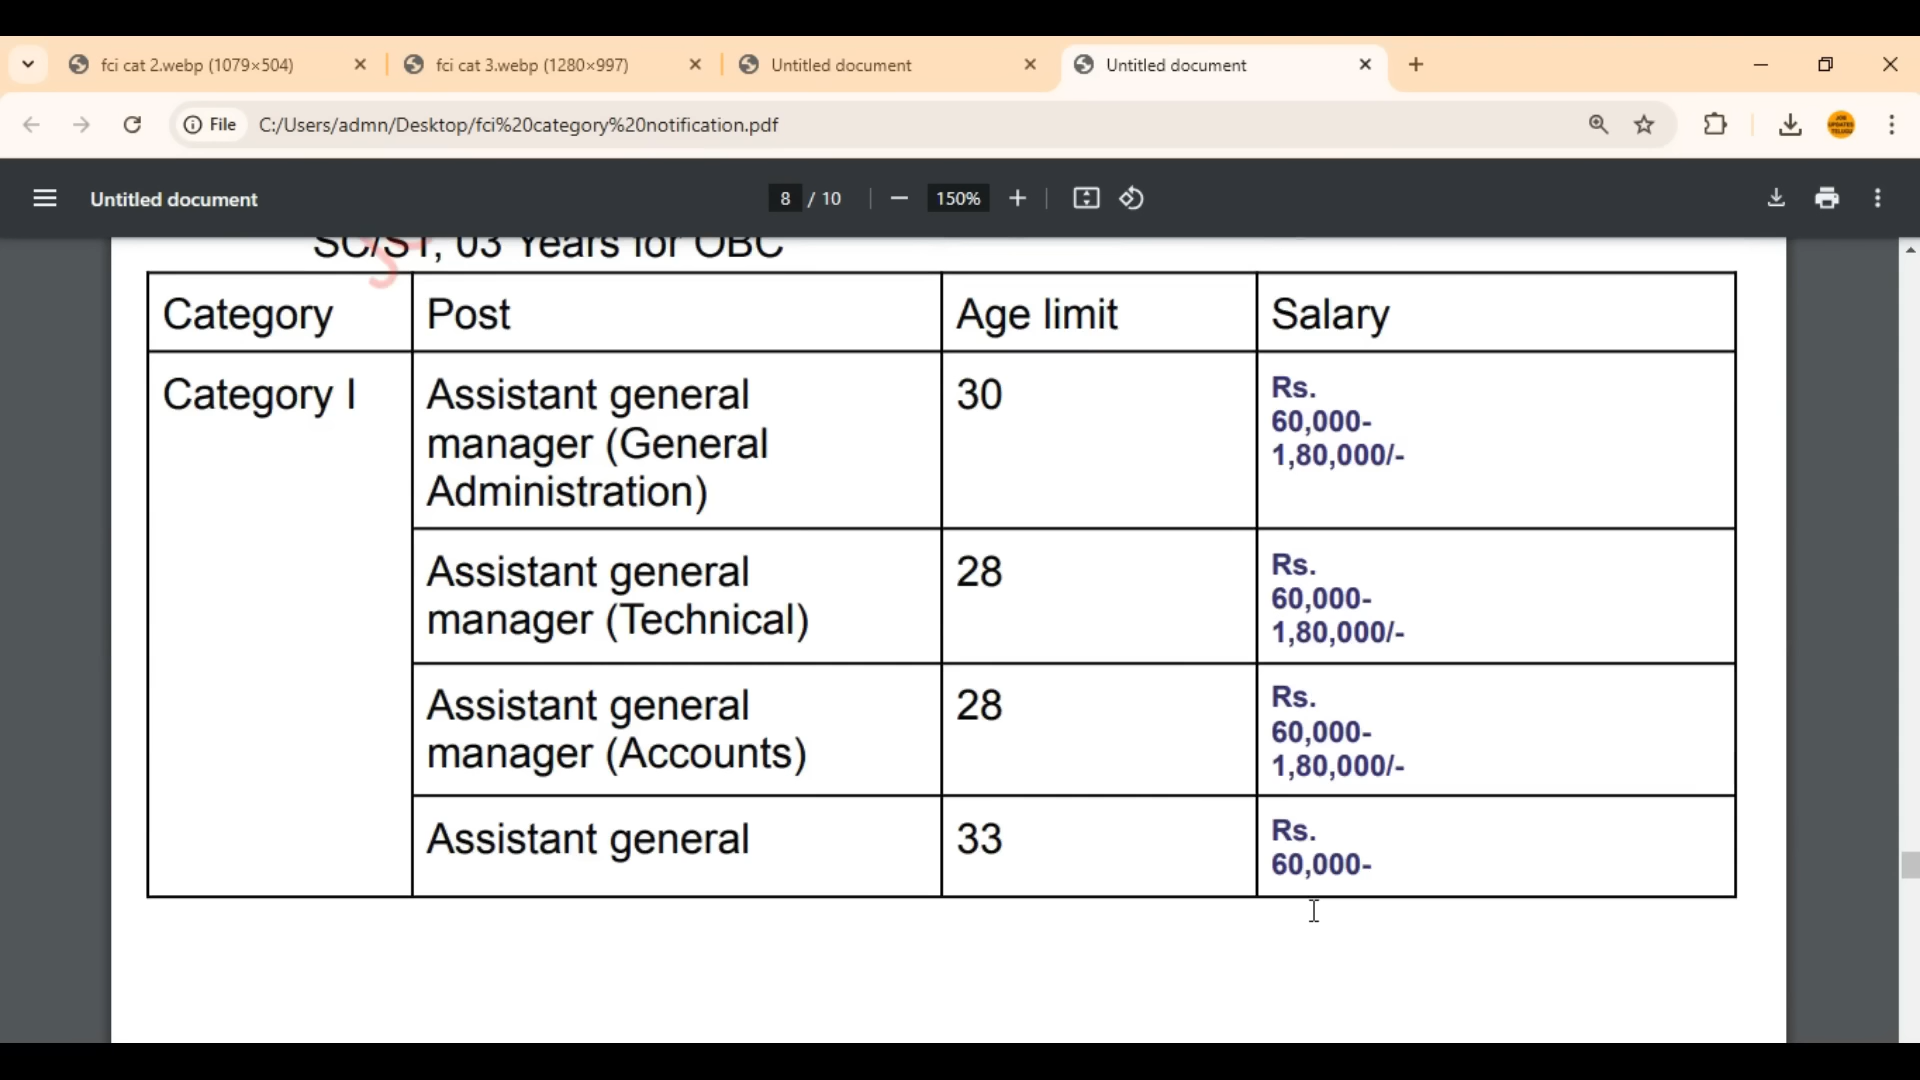 fci cat 2.webp (1079×504)
fci cat 3.webp (1280×997)
Untitled document
Untitled document
File
C:/Users/admn/Desktop/fci%20category%20notification.pdf
JOB
UPDATES
TELUGU
Untitled document
8 / 10
150%
SC/ST, 03 Years for OBC
Category
Post
Age limit
Salary
Category I
Assistant general
manager (General
Administration)
30
Rs.
60,000-
1,80,000/-
Assistant general
manager (Technical)
28
Rs.
60,000-
1,80,000/-
Assistant general
manager (Accounts)
28
Rs.
60,000-
1,80,000/-
Assistant general
33
Rs.
60,000-